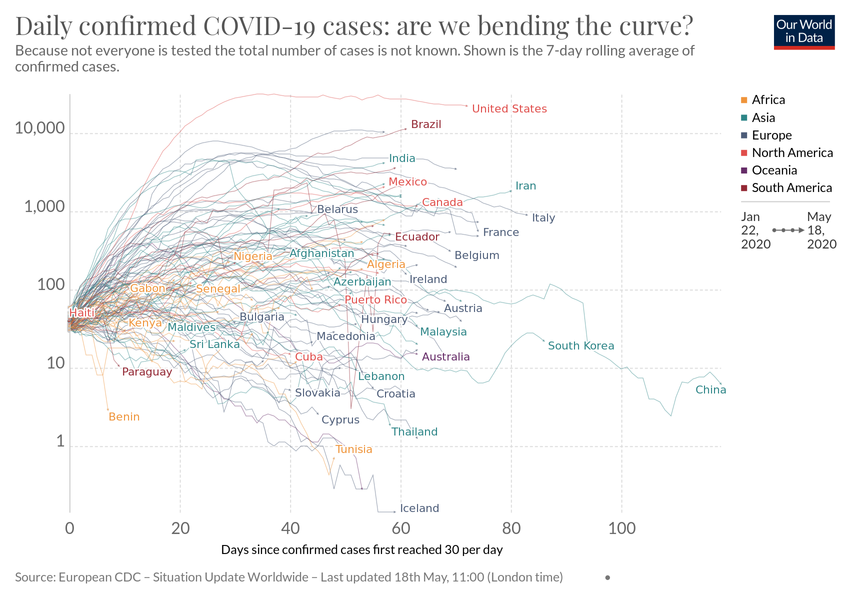 Daily confirmed COVID-19 cases: are we bending the curve?
Because not everyone is tested the total number of cases is not known. Shown is the 7-day rolling average of
confirmed cases.
Our World
in Data
Africa
Asia
Europe
North America
Oceania
South America
Jan
22,
2020
May
18,
2020
10,000
1,000
100
10
1
United States
Brazil
India
Mexico
Iran
Canada
Belarus
Italy
France
Ecuador
Nigeria
Afghanistan
Belgium
Algeria
Azerbaijan
Ireland
Gabon
Senegal
Puerto Rico
Austria
Haiti
Kenya
Maldives
Bulgaria
Hungary
Malaysia
Sri Lanka
Macedonia
South Korea
Cuba
Australia
Paraguay
Lebanon
China
Slovakia
Croatia
Benin
Cyprus
Thailand
Tunisia
Iceland
0
20
40
60
80
100
Days since confirmed cases first reached 30 per day
Source: European CDC – Situation Update Worldwide – Last updated 18th May, 11:00 (London time)